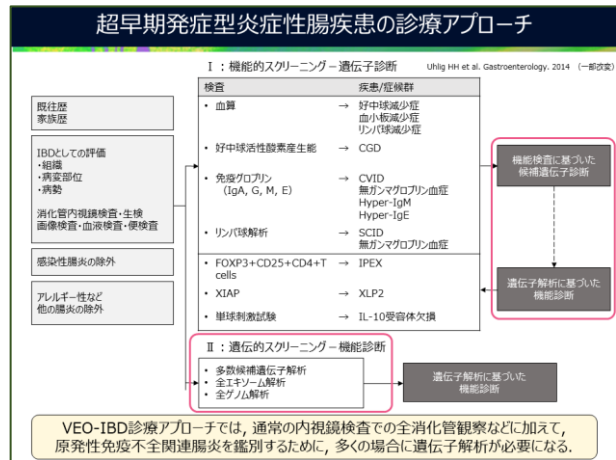 超早期発症型炎症性腸疾患の診療アプローチ
Ⅰ：機能的スクリーニング－遺伝子診断
Uhlig HH et al. Gastroenterology. 2014 （一部改変）
既往歴
家族歴
IBDとしての評価
・組織
・病変部位
・病勢
消化管内視鏡検査・生検
画像検査・血液検査・便検査
感染性腸炎の除外
アレルギー性など
他の腸炎の除外
検査 疾患/症候群
• 血算 → 好中球減少症
血小板減少症
リンパ球減少症
• 好中球活性酸素産生能 → CGD
• 免疫グロブリン → CVID
（IgA, G, M, E） 無ガンマグロブリン血症
Hyper-IgM
Hyper-IgE
• リンパ球解析 → SCID
無ガンマグロブリン血症
• FOXP3+CD25+CD4+T → IPEX
cells
• XIAP → XLP2
• 単球刺激試験 → IL-10受容体欠損
機能検査に基づいた
候補遺伝子診断
遺伝子解析に基づいた
機能診断
Ⅱ：遺伝的スクリーニング－機能診断
• 多数候補遺伝子解析
• 全エキソーム解析
• 全ゲノム解析
遺伝子解析に基づいた
機能診断
VEO-IBD診療アプローチでは, 通常の内視鏡検査での全消化管観察などに加えて,
原発性免疫不全関連腸炎を鑑別するために, 多くの場合に遺伝子解析が必要になる.